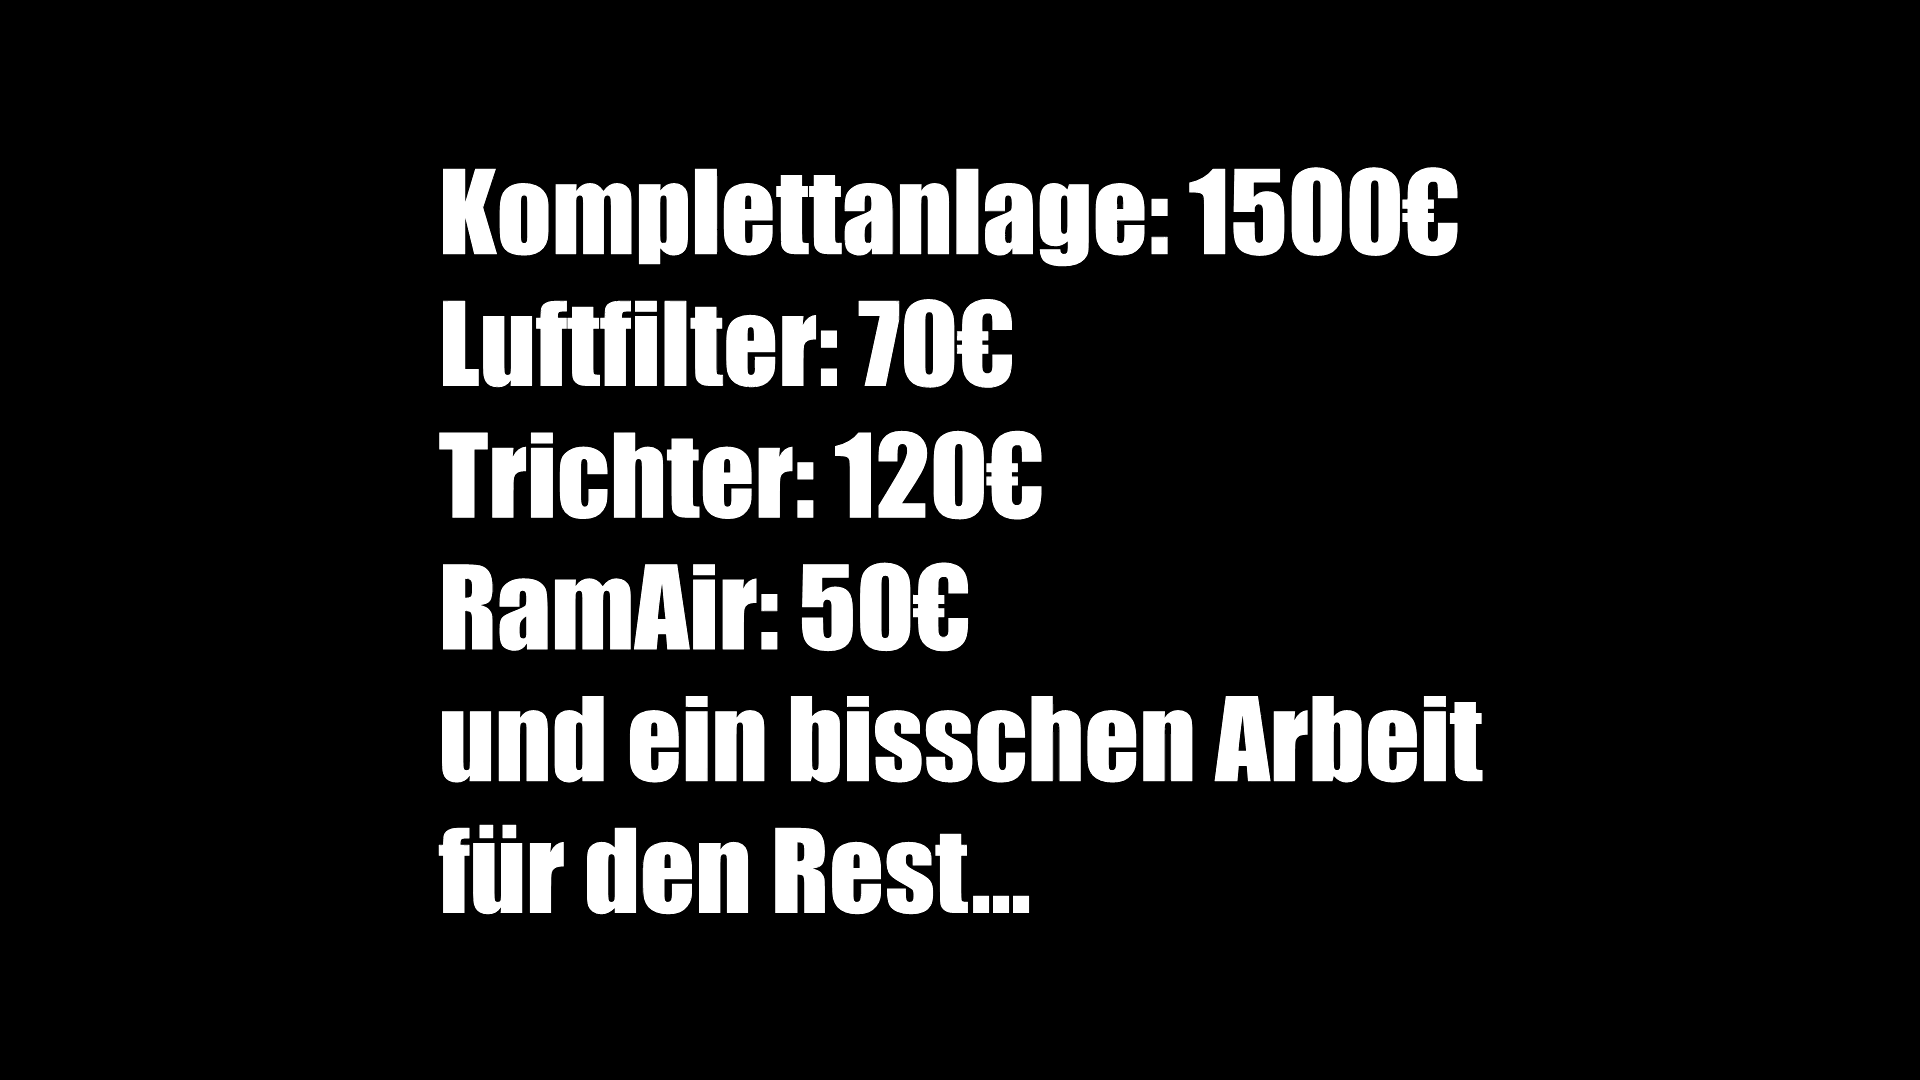 Komplettanlage: 1500€
Luftfilter: 70€
Trichter: 120€
RamAir: 50€
und ein bisschen Arbeit
für den Rest...